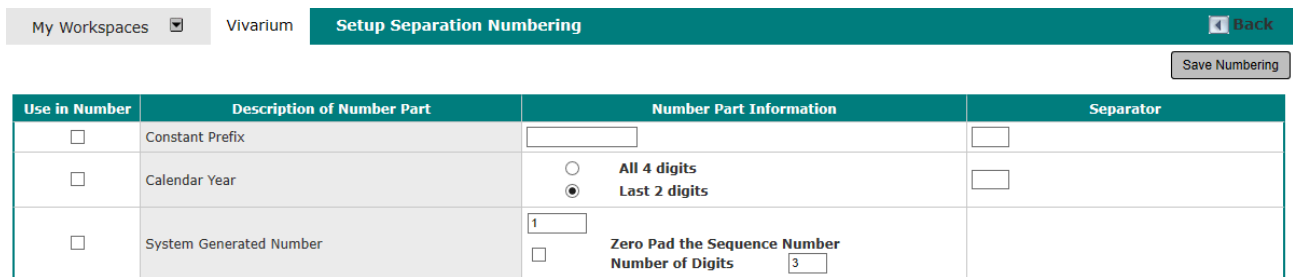 My Workspaces Vivarium Setup Separation Numbering Back
Save Numbering
Use in Number Description of Number Part Number Part Information Separator
Constant Prefix
Calendar Year
All 4 digits
Last 2 digits
System Generated Number
1
Zero Pad the Sequence Number
Number of Digits 3